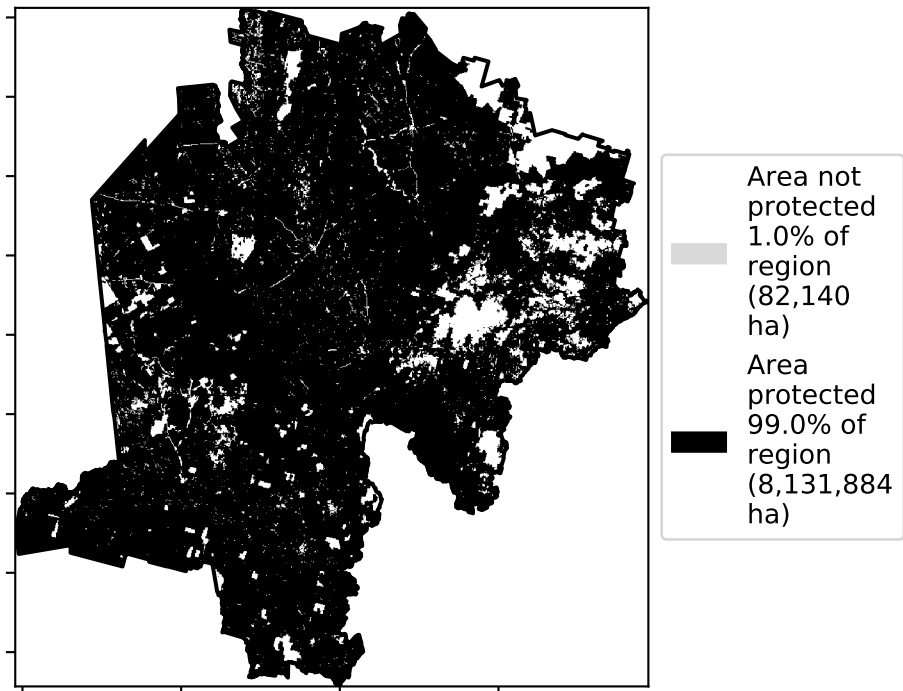 Area not
protected
1.0% of
region
(82,140
ha)
Area
protected
99.0% of
region
(8,131,884
ha)